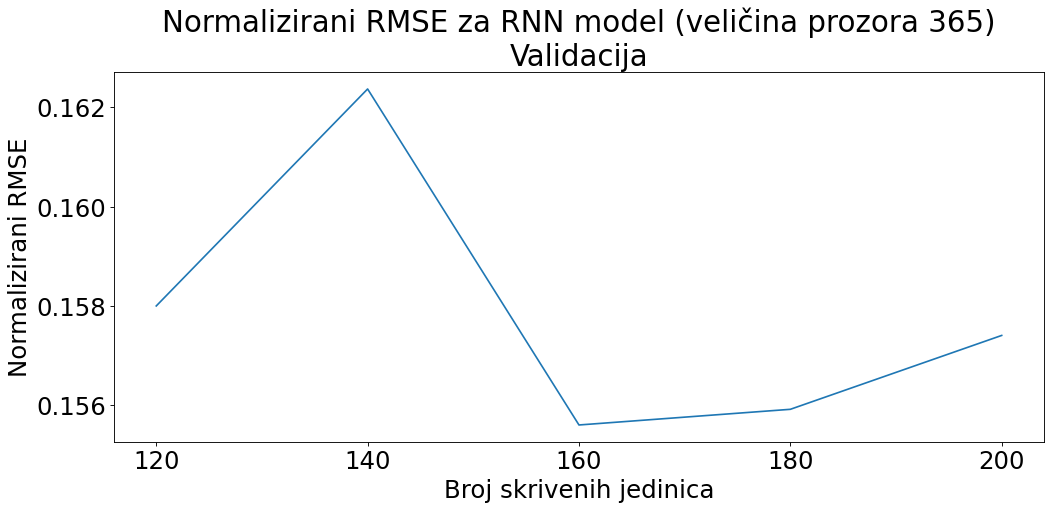 Normalizirani RMSE za RNN model (veličina prozora 365)
Validacija
Normalizirani RMSE
0.162
0.160
0.158
0.156
120 140 160 180 200
Broj skrivenih jedinica